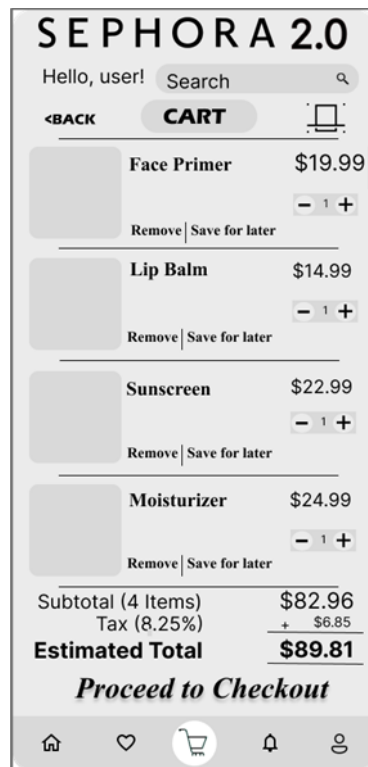 SEPHORA 2.0
Hello, user! Search
<BACK CART
Face Primer $19.99
− 1 +
Remove | Save for later
Lip Balm $14.99
− 1 +
Remove | Save for later
Sunscreen $22.99
− 1 +
Remove | Save for later
Moisturizer $24.99
− 1 +
Remove | Save for later
Subtotal (4 Items) $82.96
Tax (8.25%) + $6.85
Estimated Total $89.81
Proceed to Checkout